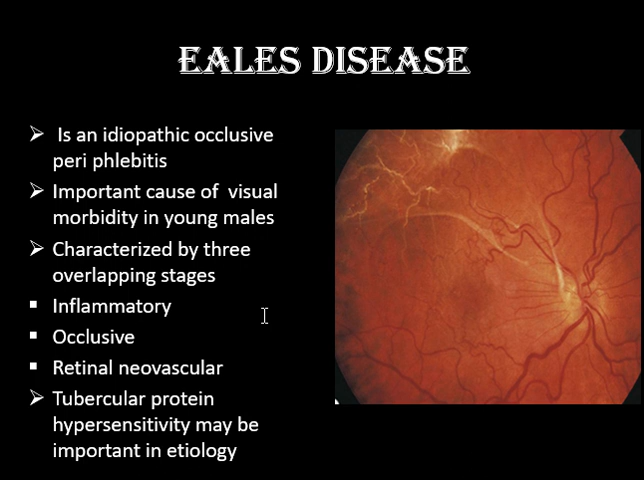 EALES DISEASE
Is an idiopathic occlusive
peri phlebitis
Important cause of visual
morbidity in young males
Characterized by three
overlapping stages
Inflammatory
Occlusive
Retinal neovascular
Tubercular protein
hypersensitivity may be
important in etiology